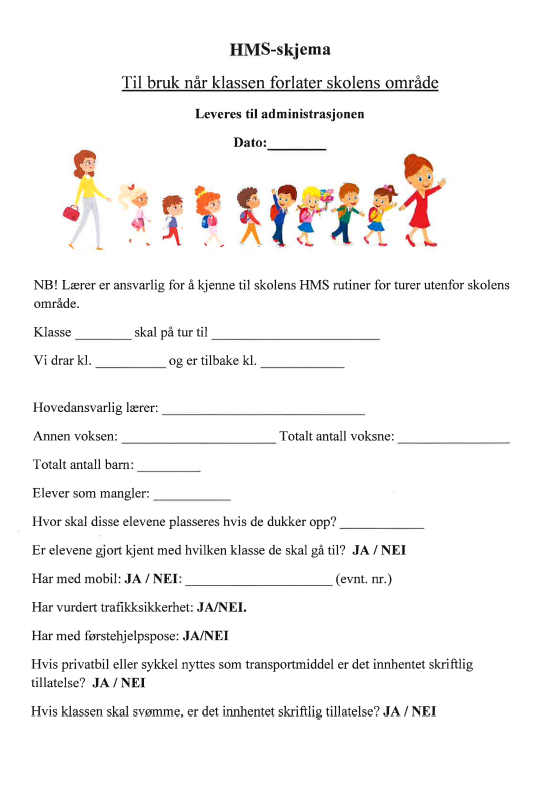 HMS-skjema
Til bruk når klassen forlater skolens område
Leveres til administrasjonen
Dato:________
NB! Lærer er ansvarlig for å kjenne til skolens HMS rutiner for turer utenfor skolens
område.
Klasse ________ skal på tur til ________________________
Vi drar kl. __________ og er tilbake kl. ____________
Hovedansvarlig lærer: _____________________________
Annen voksen: ______________________ Totalt antall voksne: ________________
Totalt antall barn: _________
Elever som mangler: ___________
Hvor skal disse elevene plasseres hvis de dukker opp? ____________
Er elevene gjort kjent med hvilken klasse de skal gå til? JA / NEI
Har med mobil: JA / NEI: _____________________ (evnt. nr.)
Har vurdert trafikksikkerhet: JA/NEI.
Har med førstehjelpspose: JA/NEI
Hvis privatbil eller sykkel nyttes som transportmiddel er det innhentet skriftlig
tillatelse? JA / NEI
Hvis klassen skal svømme, er det innhentet skriftlig tillatelse? JA / NEI